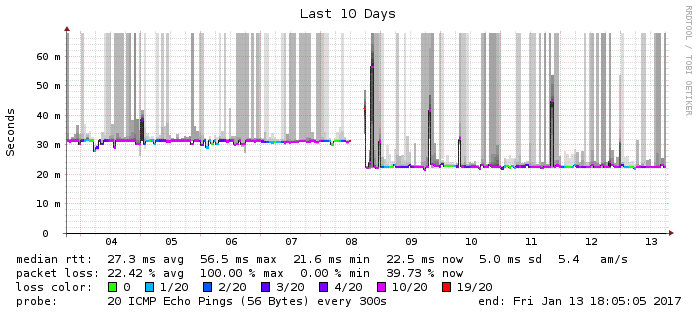 Last 10 Days
RRDTOOL / TOBI OETIKER
Seconds
60 m
50 m
40 m
30 m
20 m
10 m
0
04 05 06 07 08 09 10 11 12 13
median rtt: 27.3 ms avg 56.5 ms max 21.6 ms min 22.5 ms now 5.0 ms sd 5.4 am/s
packet loss: 22.42 % avg 100.00 % max 0.00 % min 39.73 % now
loss color: 0 1/20 2/20 3/20 4/20 10/20 19/20
probe: 20 ICMP Echo Pings (56 Bytes) every 300s end: Fri Jan 13 18:05:05 2017